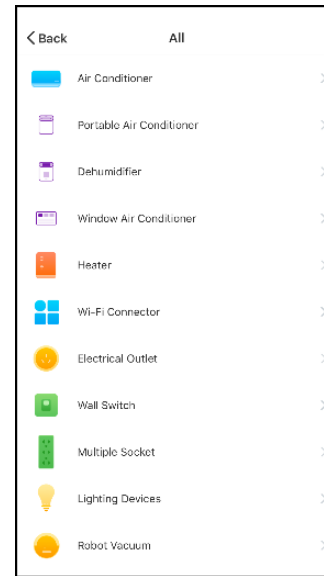 Back
All
Air Conditioner
Portable Air Conditioner
Dehumidifier
Window Air Conditioner
Heater
Wi-Fi Connector
Electrical Outlet
Wall Switch
Multiple Socket
Lighting Devices
Robot Vacuum